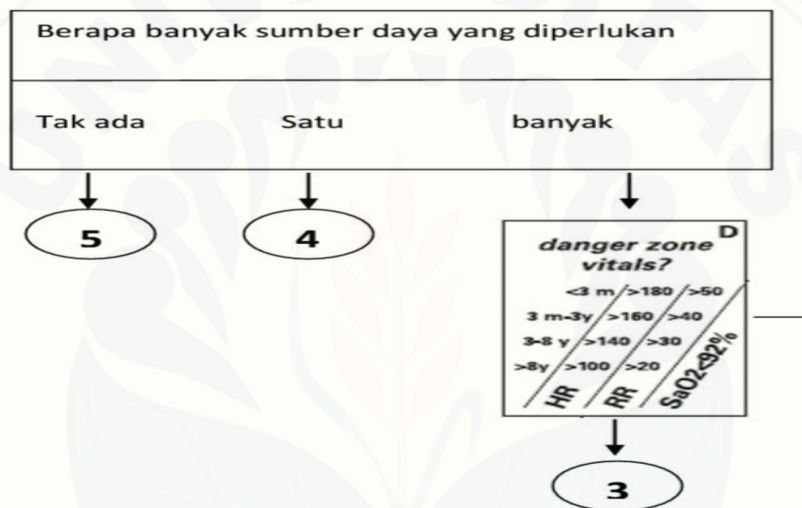 Berapa banyak sumber daya yang diperlukan
Tak ada Satu banyak
5 4
D
danger zone
vitals?
<3 m >180 >50
3 m-3y >160 >40
3-8 y >140 >30
>8y >100 >20
HR RR SaO2<92%
3
UNIVERSITAS